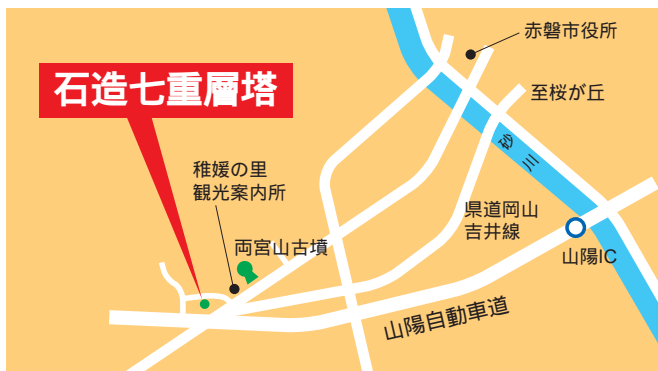 赤磐市役所
石造七重層塔
至桜が丘
砂川
稚媛の里
観光案内所
県道岡山
吉井線
両宮山古墳
山陽IC
山陽自動車道